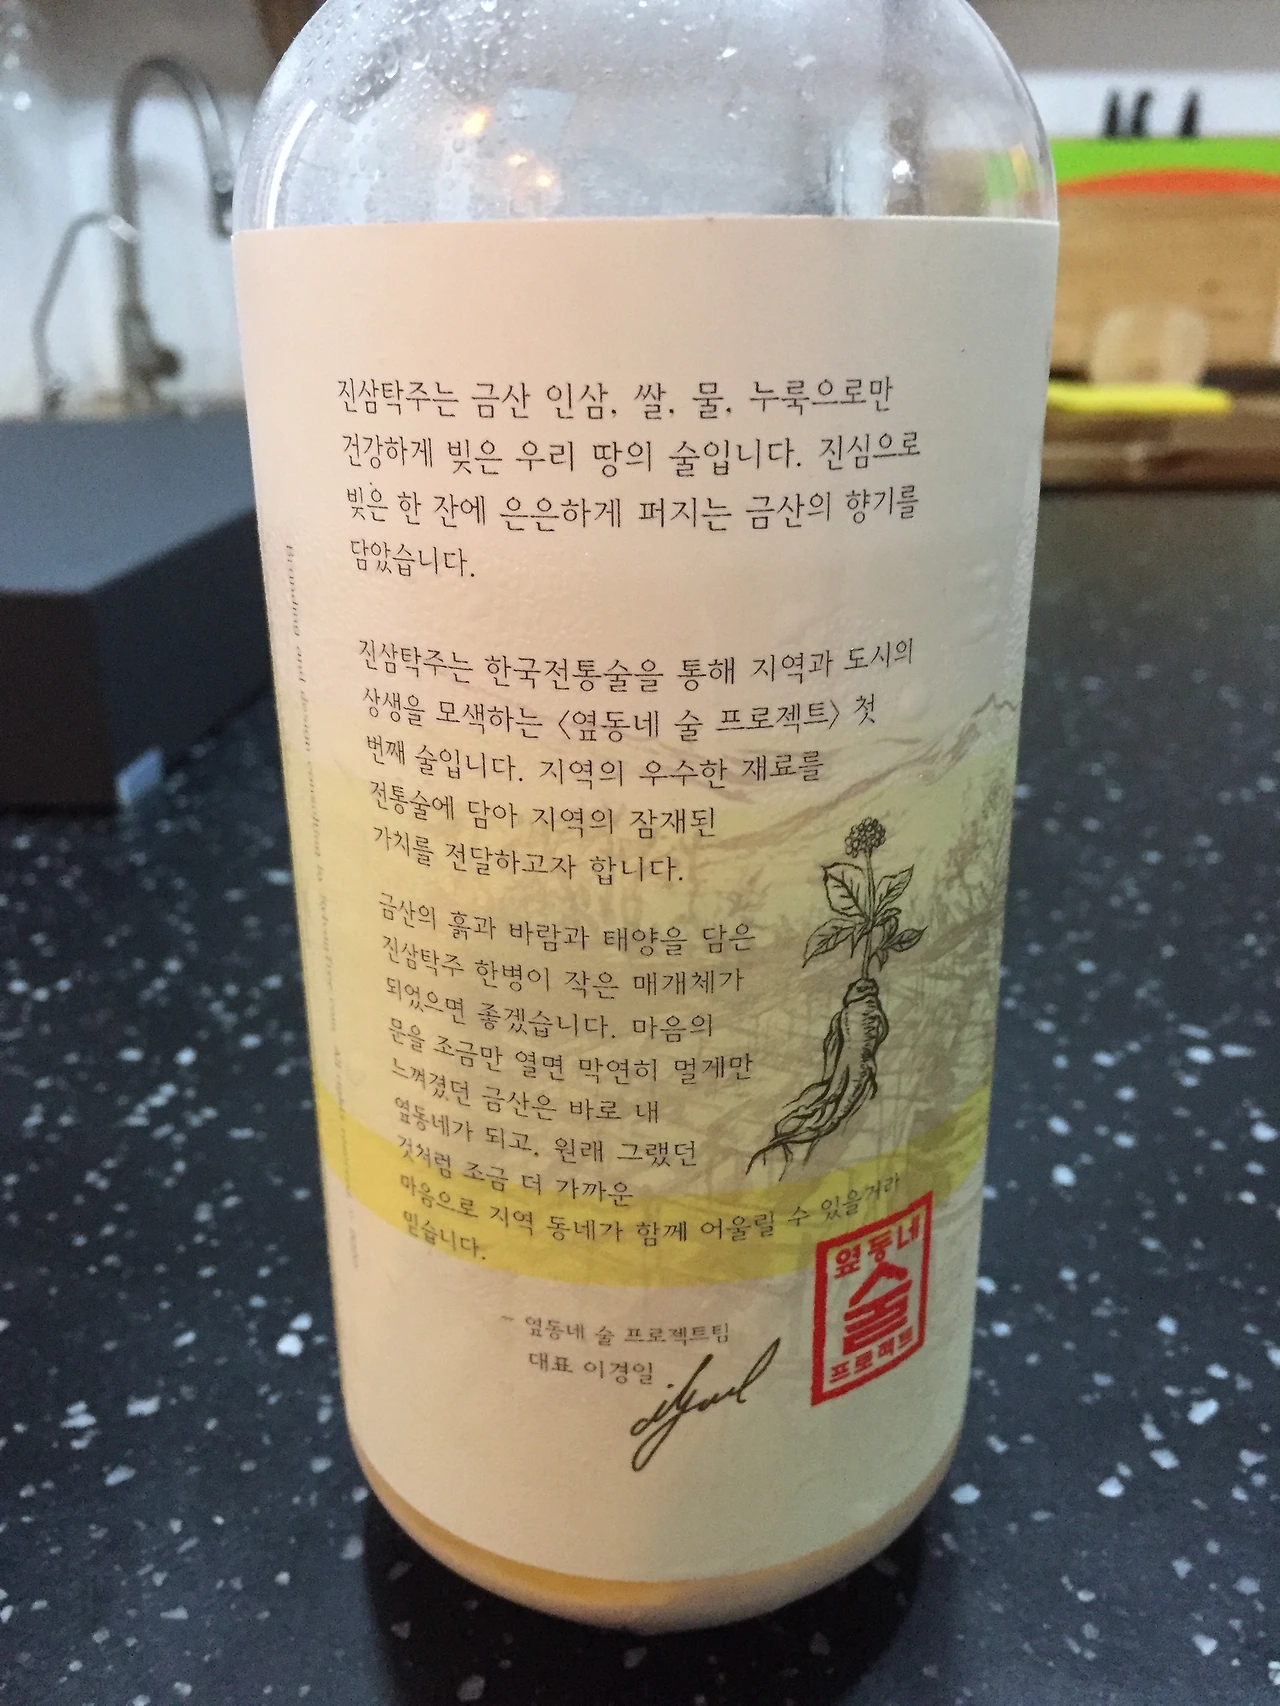 진삼탁주는 금산 인삼, 쌀, 물, 누룩으로만
건강하게 빚은 우리 땅의 술입니다. 진심으로
빚은 한 잔에 은은하게 퍼지는 금산의 향기를
담았습니다.
진삼탁주는 한국전통술을 통해 지역과 도시의
상생을 모색하는 <옆동네 술 프로젝트> 첫
번째 술입니다. 지역의 우수한 재료를
전통술에 담아 지역의 잠재된
가치를 전달하고자 합니다.
금산의 흙과 바람과 태양을 담은
진삼탁주 한병이 작은 매개체가
되었으면 좋겠습니다. 마음의
문을 조금만 열면 막연히 멀게만
느껴졌던 금산은 바로 내
옆동네가 되고, 원래 그랬던
것처럼 조금 더 가까운
마음으로 지역 동네가 함께 어울릴 수 있을거라
믿습니다.
- 옆동네 술 프로젝트팀
대표 이경일
옆동네
술
프로젝트
Branding and design consulting by